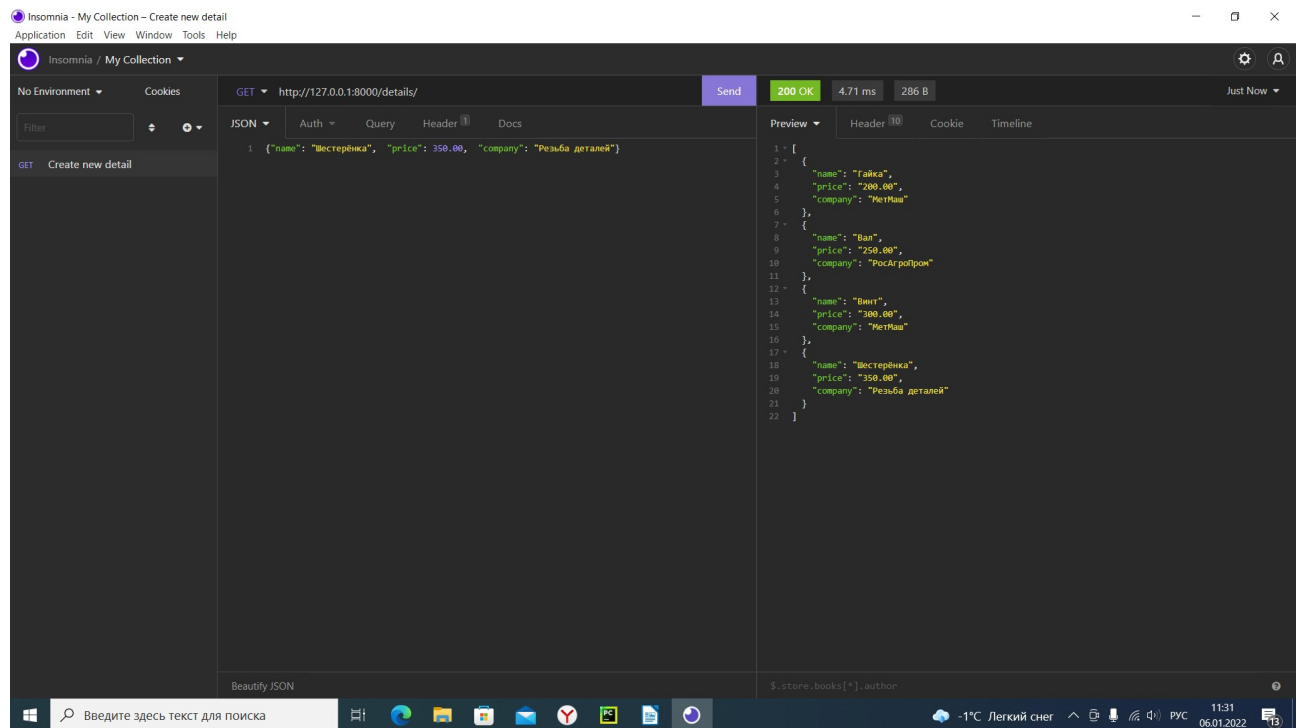 Insomnia - My Collection – Create new detail
Application Edit View Window Tools Help
Insomnia / My Collection
No Environment Cookies
GET http://127.0.0.1:8000/details/ Send
200 OK 4.71 ms 286 B Just Now
Filter
JSON Auth Query Header 1 Docs
Preview Header 10 Cookie Timeline
GET Create new detail
1 {"name": "Шестерёнка", "price": 350.00, "company": "Резьба деталей"}
1 [
2 {
3 "name": "Гайка",
4 "price": "200.00",
5 "company": "МетМаш"
6 },
7 {
8 "name": "Вал",
9 "price": "250.00",
10 "company": "РосАгроПром"
11 },
12 {
13 "name": "Винт",
14 "price": "300.00",
15 "company": "МетМаш"
16 },
17 {
18 "name": "Шестерёнка",
19 "price": "350.00",
20 "company": "Резьба деталей"
21 }
22 ]
Beautify JSON
$.store.books[*].author
Введите здесь текст для поиска
PC
-1°C Легкий снег РУС
11:31
06.01.2022
13